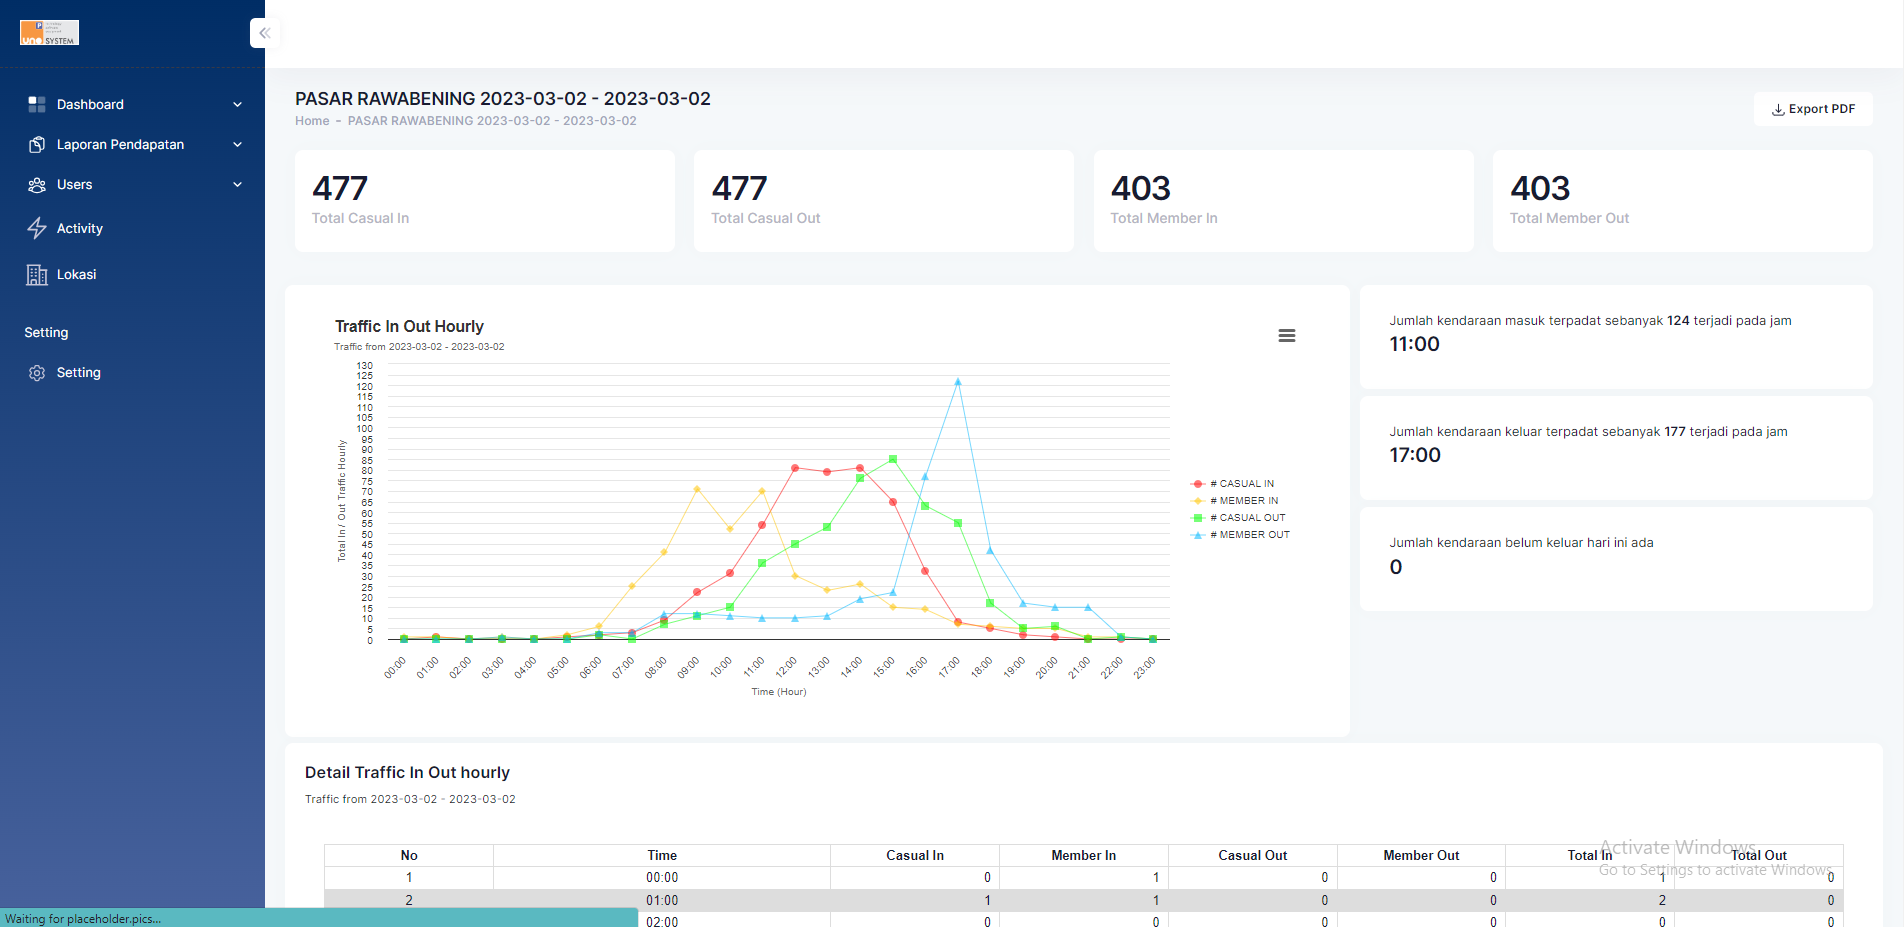 UNO SYSTEM
Dashboard
Laporan Pendapatan
Users
Activity
Lokasi
Setting
Setting
PASAR RAWABENING 2023-03-02 - 2023-03-02
Home - PASAR RAWABENING 2023-03-02 - 2023-03-02
Export PDF
477
Total Casual In
477
Total Casual Out
403
Total Member In
403
Total Member Out
Traffic In Out Hourly
Traffic from 2023-03-02 - 2023-03-02
130
125
120
115
110
105
100
95
90
85
80
75
70
65
60
55
50
45
40
35
30
25
20
15
10
5
0
Total In / Out Traffic Hourly
00:00 01:00 02:00 03:00 04:00 05:00 06:00 07:00 08:00 09:00 10:00 11:00 12:00 13:00 14:00 15:00 16:00 17:00 18:00 19:00 20:00 21:00 22:00 23:00
Time (Hour)
# CASUAL IN
# MEMBER IN
# CASUAL OUT
# MEMBER OUT
Jumlah kendaraan masuk terpadat sebanyak 124 terjadi pada jam
11:00
Jumlah kendaraan keluar terpadat sebanyak 177 terjadi pada jam
17:00
Jumlah kendaraan belum keluar hari ini ada
0
Detail Traffic In Out hourly
Traffic from 2023-03-02 - 2023-03-02
No Time Casual In Member In Casual Out Member Out Total In Total Out
1 00:00 0 1 0 0 1 0
2 01:00 1 1 0 0 2 0
02:00 0 0 0 0 0 0
Activate Windows
Go to Settings to activate Windows.
Waiting for placeholder.pics...